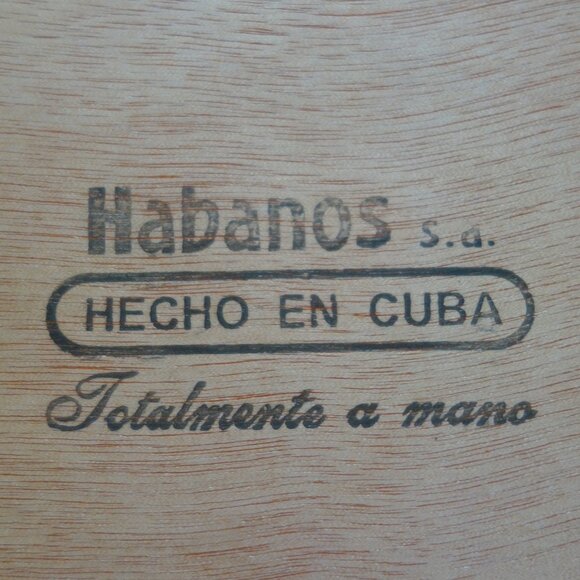 Habanos s.a.
HECHO EN CUBA
Totalmente a mano